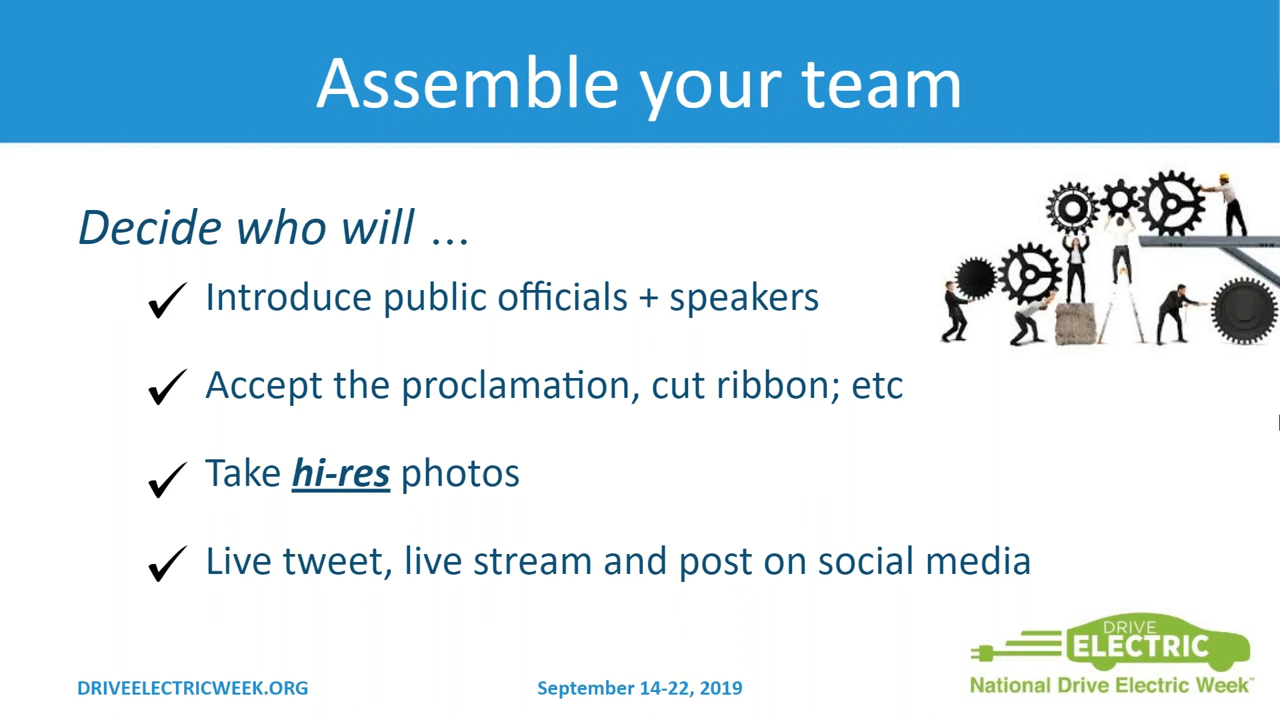 Assemble your team
Decide who will ...
✓ Introduce public officials + speakers
✓ Accept the proclamation, cut ribbon; etc
✓ Take hi-res photos
✓ Live tweet, live stream and post on social media
DRIVE
ELECTRIC
National Drive Electric Week™
DRIVEELECTRICWEEK.ORG
September 14-22, 2019